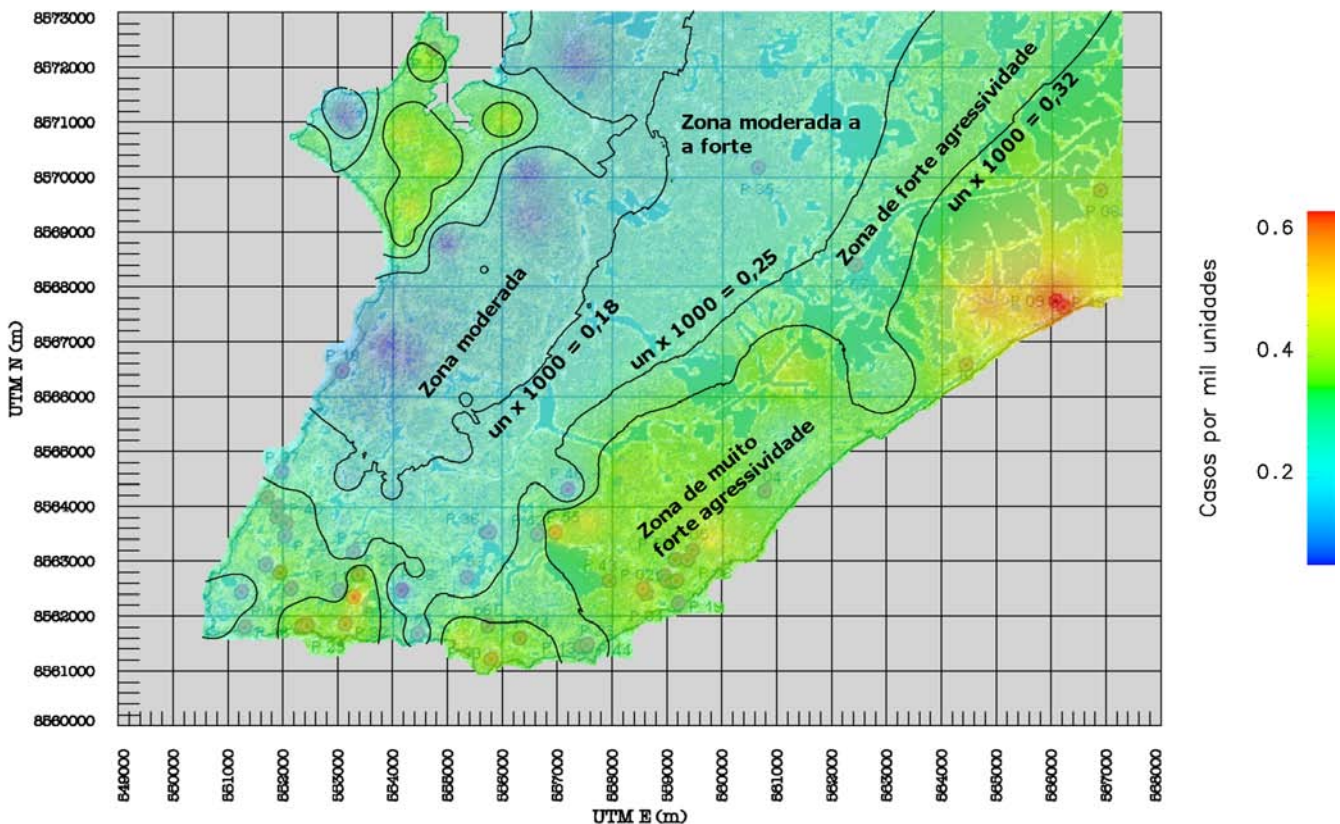 8573000
8572000
8571000
8570000
8569000
8568000
8567000
8566000
8565000
8564000
8563000
8562000
8561000
8560000
UTM N (m)
Zona moderada a
a forte
Zona de forte agressividade
un x 1000 = 0,32
un x 1000 = 0,25
Zona moderada
un x 1000 = 0,18
Zona de muito
forte agressividade
P 35
P 18
549000
550000
551000
552000
553000
554000
555000
556000
557000
558000
559000
560000
561000
562000
563000
564000
565000
566000
567000
568000
UTM E (m)
Casos por mil unidades
0.6
0.4
0.2